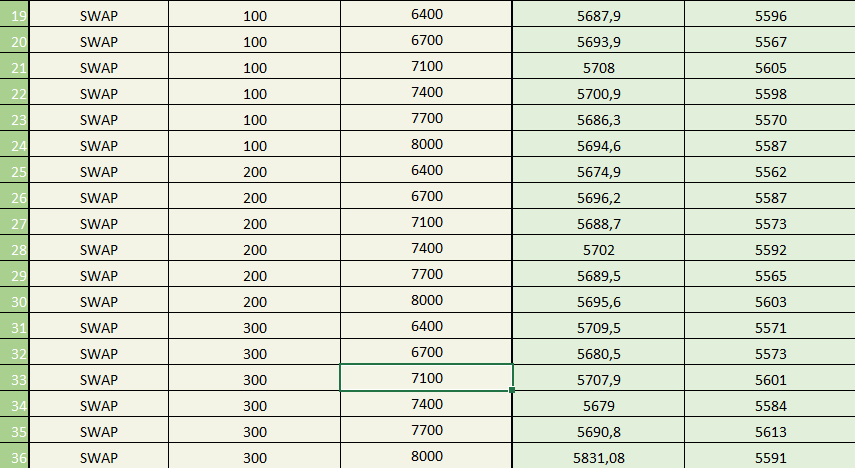 19 SWAP 100 6400 5687,9 5596
20 SWAP 100 6700 5693,9 5567
21 SWAP 100 7100 5708 5605
22 SWAP 100 7400 5700,9 5598
23 SWAP 100 7700 5686,3 5570
24 SWAP 100 8000 5694,6 5587
25 SWAP 200 6400 5674,9 5562
26 SWAP 200 6700 5696,2 5587
27 SWAP 200 7100 5688,7 5573
28 SWAP 200 7400 5702 5592
29 SWAP 200 7700 5689,5 5565
30 SWAP 200 8000 5695,6 5603
31 SWAP 300 6400 5709,5 5571
32 SWAP 300 6700 5680,5 5573
33 SWAP 300 7100 5707,9 5601
34 SWAP 300 7400 5679 5584
35 SWAP 300 7700 5690,8 5613
36 SWAP 300 8000 5831,08 5591